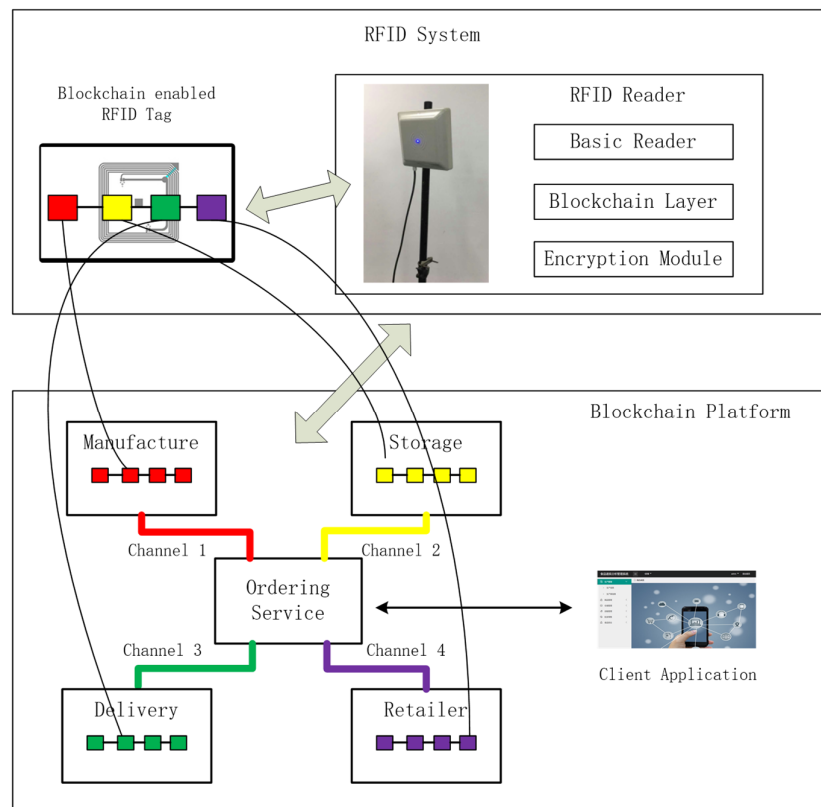 RFID System
Blockchain enabled
RFID Tag
RFID Reader
Basic Reader
Blockchain Layer
Encryption Module
Blockchain Platform
Manufacture
Storage
Channel 1
Channel 2
Ordering
Service
Channel 3
Channel 4
Client Application
Delivery
Retailer